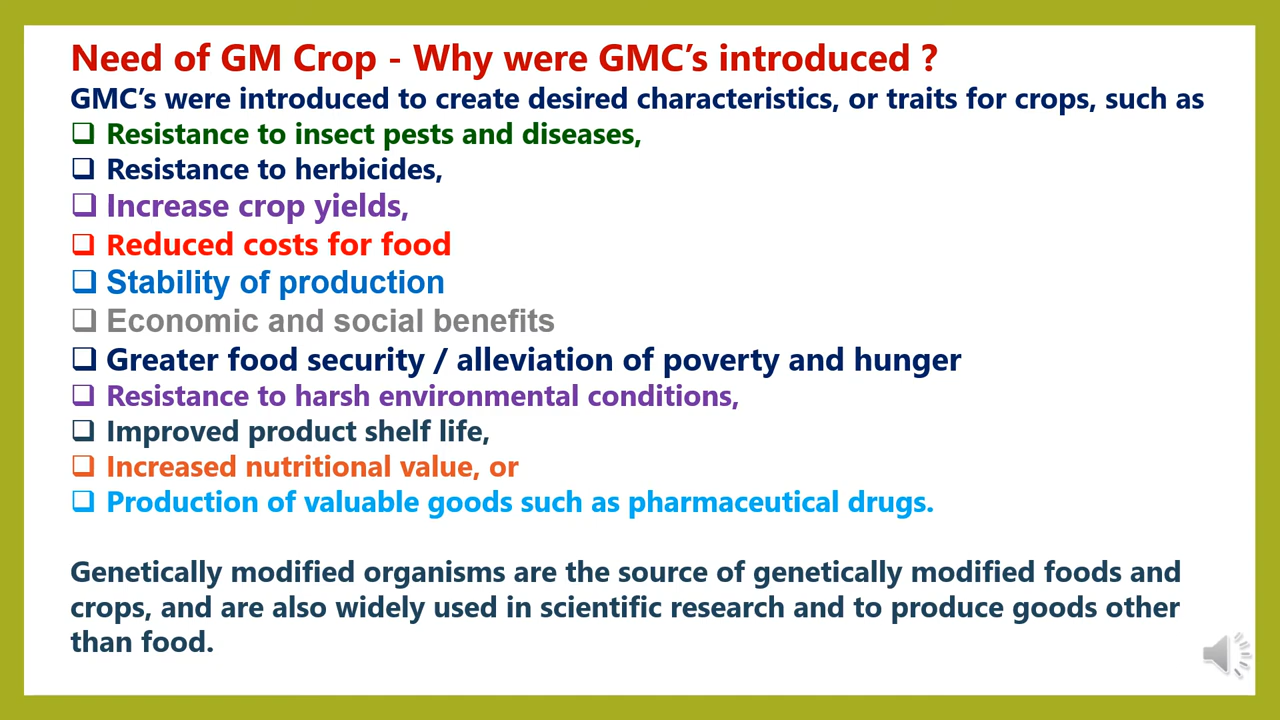 Need of GM Crop - Why were GMC’s introduced ?
GMC’s were introduced to create desired characteristics, or traits for crops, such as
❑ Resistance to insect pests and diseases,
❑ Resistance to herbicides,
❑ Increase crop yields,
❑ Reduced costs for food
❑ Stability of production
❑ Economic and social benefits
❑ Greater food security / alleviation of poverty and hunger
❑ Resistance to harsh environmental conditions,
❑ Improved product shelf life,
❑ Increased nutritional value, or
❑ Production of valuable goods such as pharmaceutical drugs.
Genetically modified organisms are the source of genetically modified foods and
crops, and are also widely used in scientific research and to produce goods other
than food.